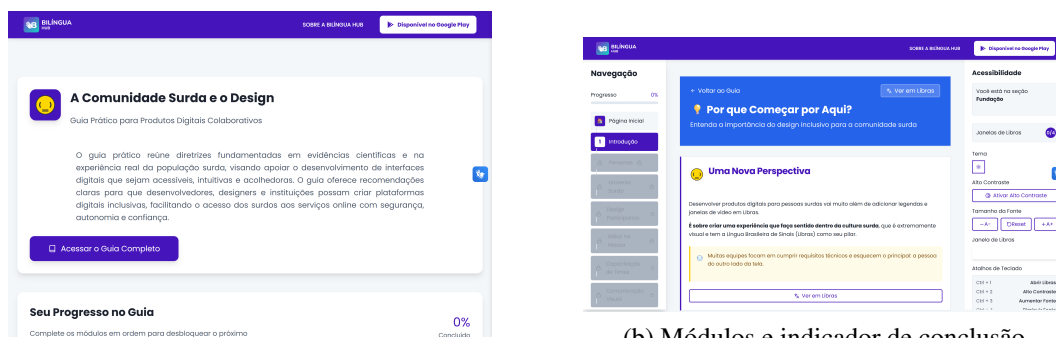 BILÍNGUA
HUB
SOBRE A BILÍNGUA HUB
Disponível no Google Play
A Comunidade Surda e o Design
Guia Prático para Produtos Digitais Colaborativos
O guia prático reúne diretrizes fundamentadas em evidências científicas e na
experiência real da população surda, visando apoiar o desenvolvimento de interfaces
digitais que sejam acessíveis, intuitivas e acolhedoras. O guia oferece recomendações
claras para que desenvolvedores, designers e instituições possam criar plataformas
digitais inclusivas, facilitando o acesso dos surdos aos serviços online com segurança,
autonomia e confiança.
Acessar o Guia Completo
Seu Progresso no Guia
Complete os módulos em ordem para desbloquear o próximo
0%
Concluído
BILÍNGUA
HUB
SOBRE A BILÍNGUA HUB
Disponível no Google Play
Navegação
Progresso 0%
Página Inicial
1 Introdução
← Voltar ao Guia
Ver em Libras
Por que Começar por Aqui?
Entenda a importância do design inclusivo para a comunidade surda
Uma Nova Perspectiva
Desenvolver produtos digitais para pessoas surdas vai muito além de adicionar legendas e
janelas de vídeo em Libras.
É sobre criar uma experiência que faça sentido dentro da cultura surda, que é extremamente
visual e tem a Língua Brasileira de Sinais (Libras) como seu pilar.
Muitas equipes focam em cumprir requisitos técnicos e esquecem o principal: a pessoa
do outro lado da tela.
Ver em Libras
Acessibilidade
Você está na seção
Fundação
Janelas de Libras 0/4
Tema
Alto Contraste
Ativar Alto Contraste
Tamanho da Fonte
A- Reset A+
Janela de Libras
Atalhos de Teclado
Ctrl + 1 Abrir Libras
Ctrl + 2 Alto Contraste
Ctrl + 3 Aumentar Fonte
(b) Módulos e indicador de conclusão